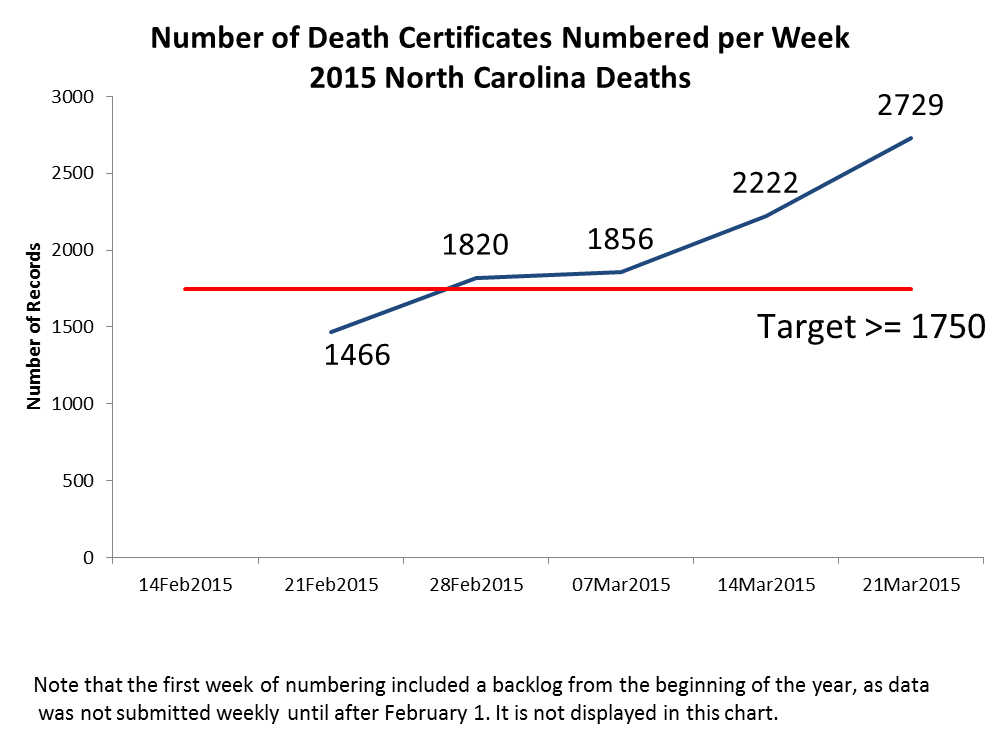 Number of Death Certificates Numbered per Week
2015 North Carolina Deaths
3000
2729
2500
2222
2000
1820
1856
1500
1466
Target >= 1750
Number of Records
1000
500
0
14Feb2015
21Feb2015
28Feb2015
07Mar2015
14Mar2015
21Mar2015
Note that the first week of numbering included a backlog from the beginning of the year, as data
was not submitted weekly until after February 1. It is not displayed in this chart.